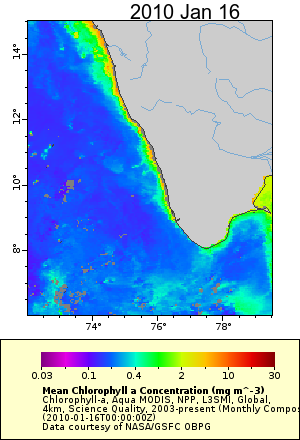 2010 Jan 16
14°
12°
10°
8°
74° 76° 78°
0.03 0.1 0.4 2 10 30
Mean Chlorophyll a Concentration (mg m^-3)
Chlorophyll-a, Aqua MODIS, NPP, L3SMI, Global,
4km, Science Quality, 2003-present (Monthly Compos
(2010-01-16T00:00:00Z)
Data courtesy of NASA/GSFC OBPG